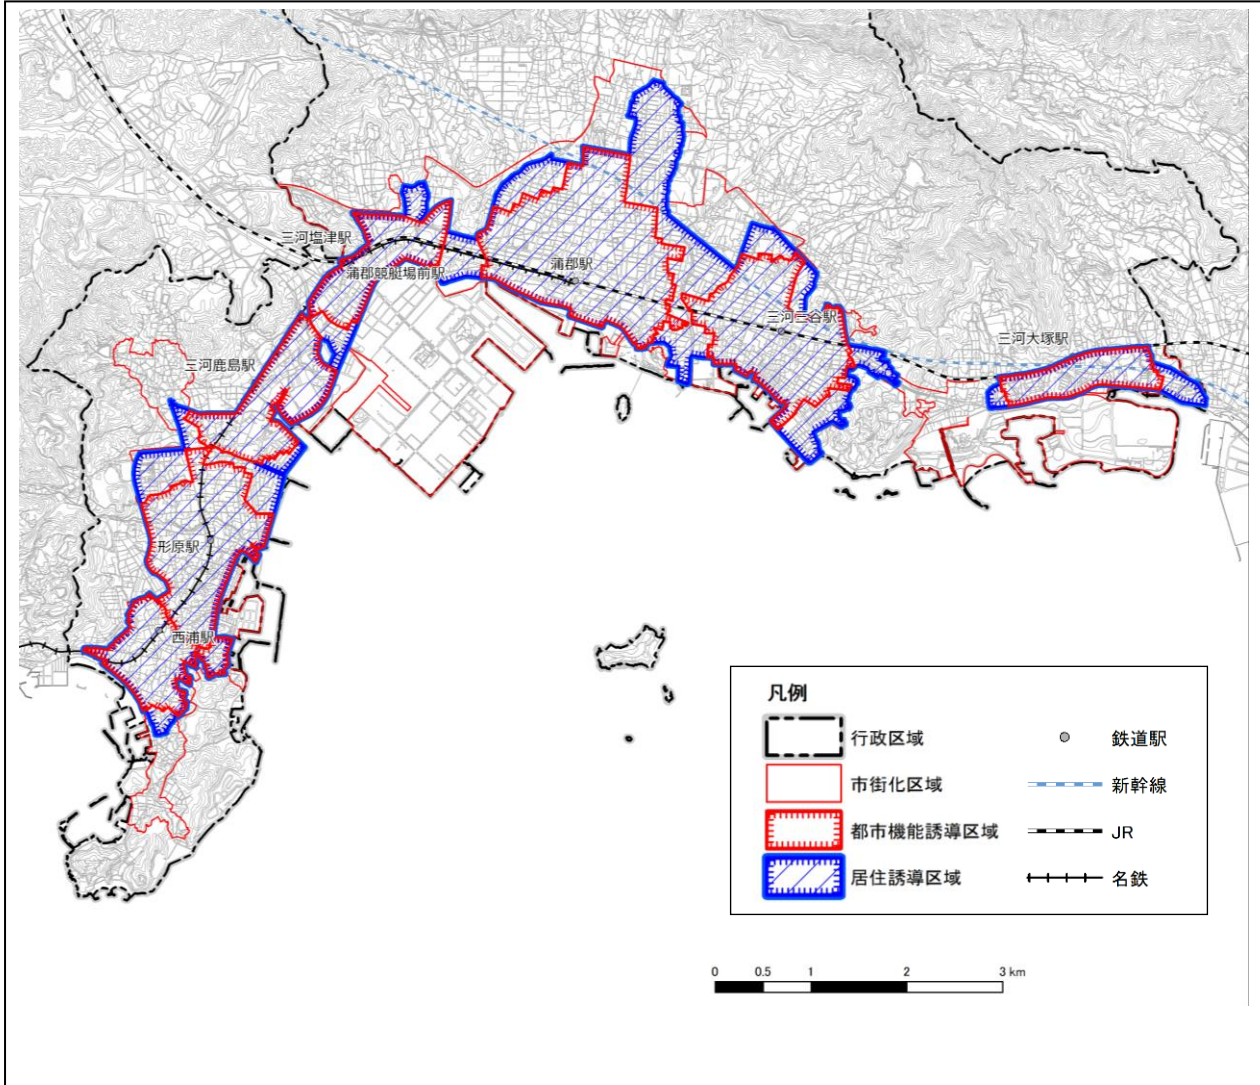 三河塩津駅
蒲郡競艇場前駅
蒲郡駅
三河三谷駅
三河大塚駅
三河鹿島駅
形原駅
西浦駅
凡例
行政区域
市街化区域
都市機能誘導区域
居住誘導区域
鉄道駅
新幹線
JR
名鉄
0 0.5 1 2 3 km